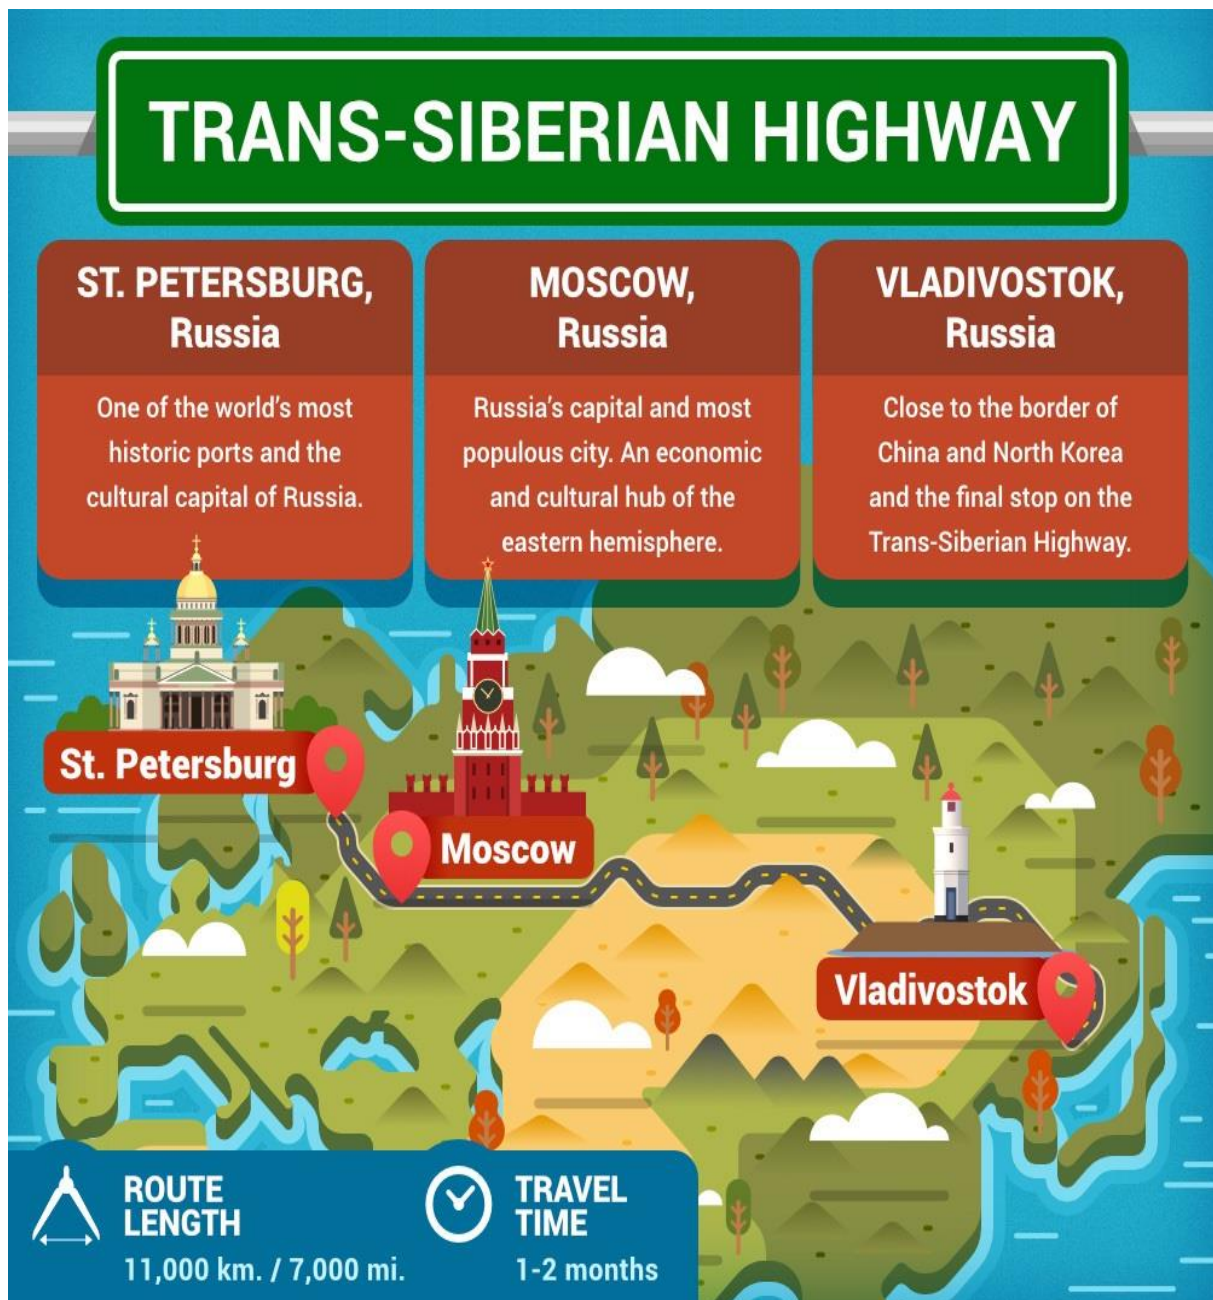 TRANS-SIBERIAN HIGHWAY
ST. PETERSBURG,
Russia
One of the world's most
historic ports and the
cultural capital of Russia.
MOSCOW,
Russia
Russia's capital and most
populous city. An economic
and cultural hub of the
eastern hemisphere.
VLADIVOSTOK,
Russia
Close to the border of
China and North Korea
and the final stop on the
Trans-Siberian Highway.
St. Petersburg
Moscow
Vladivostok
ROUTE
LENGTH
11,000 km. / 7,000 mi.
TRAVEL
TIME
1-2 months